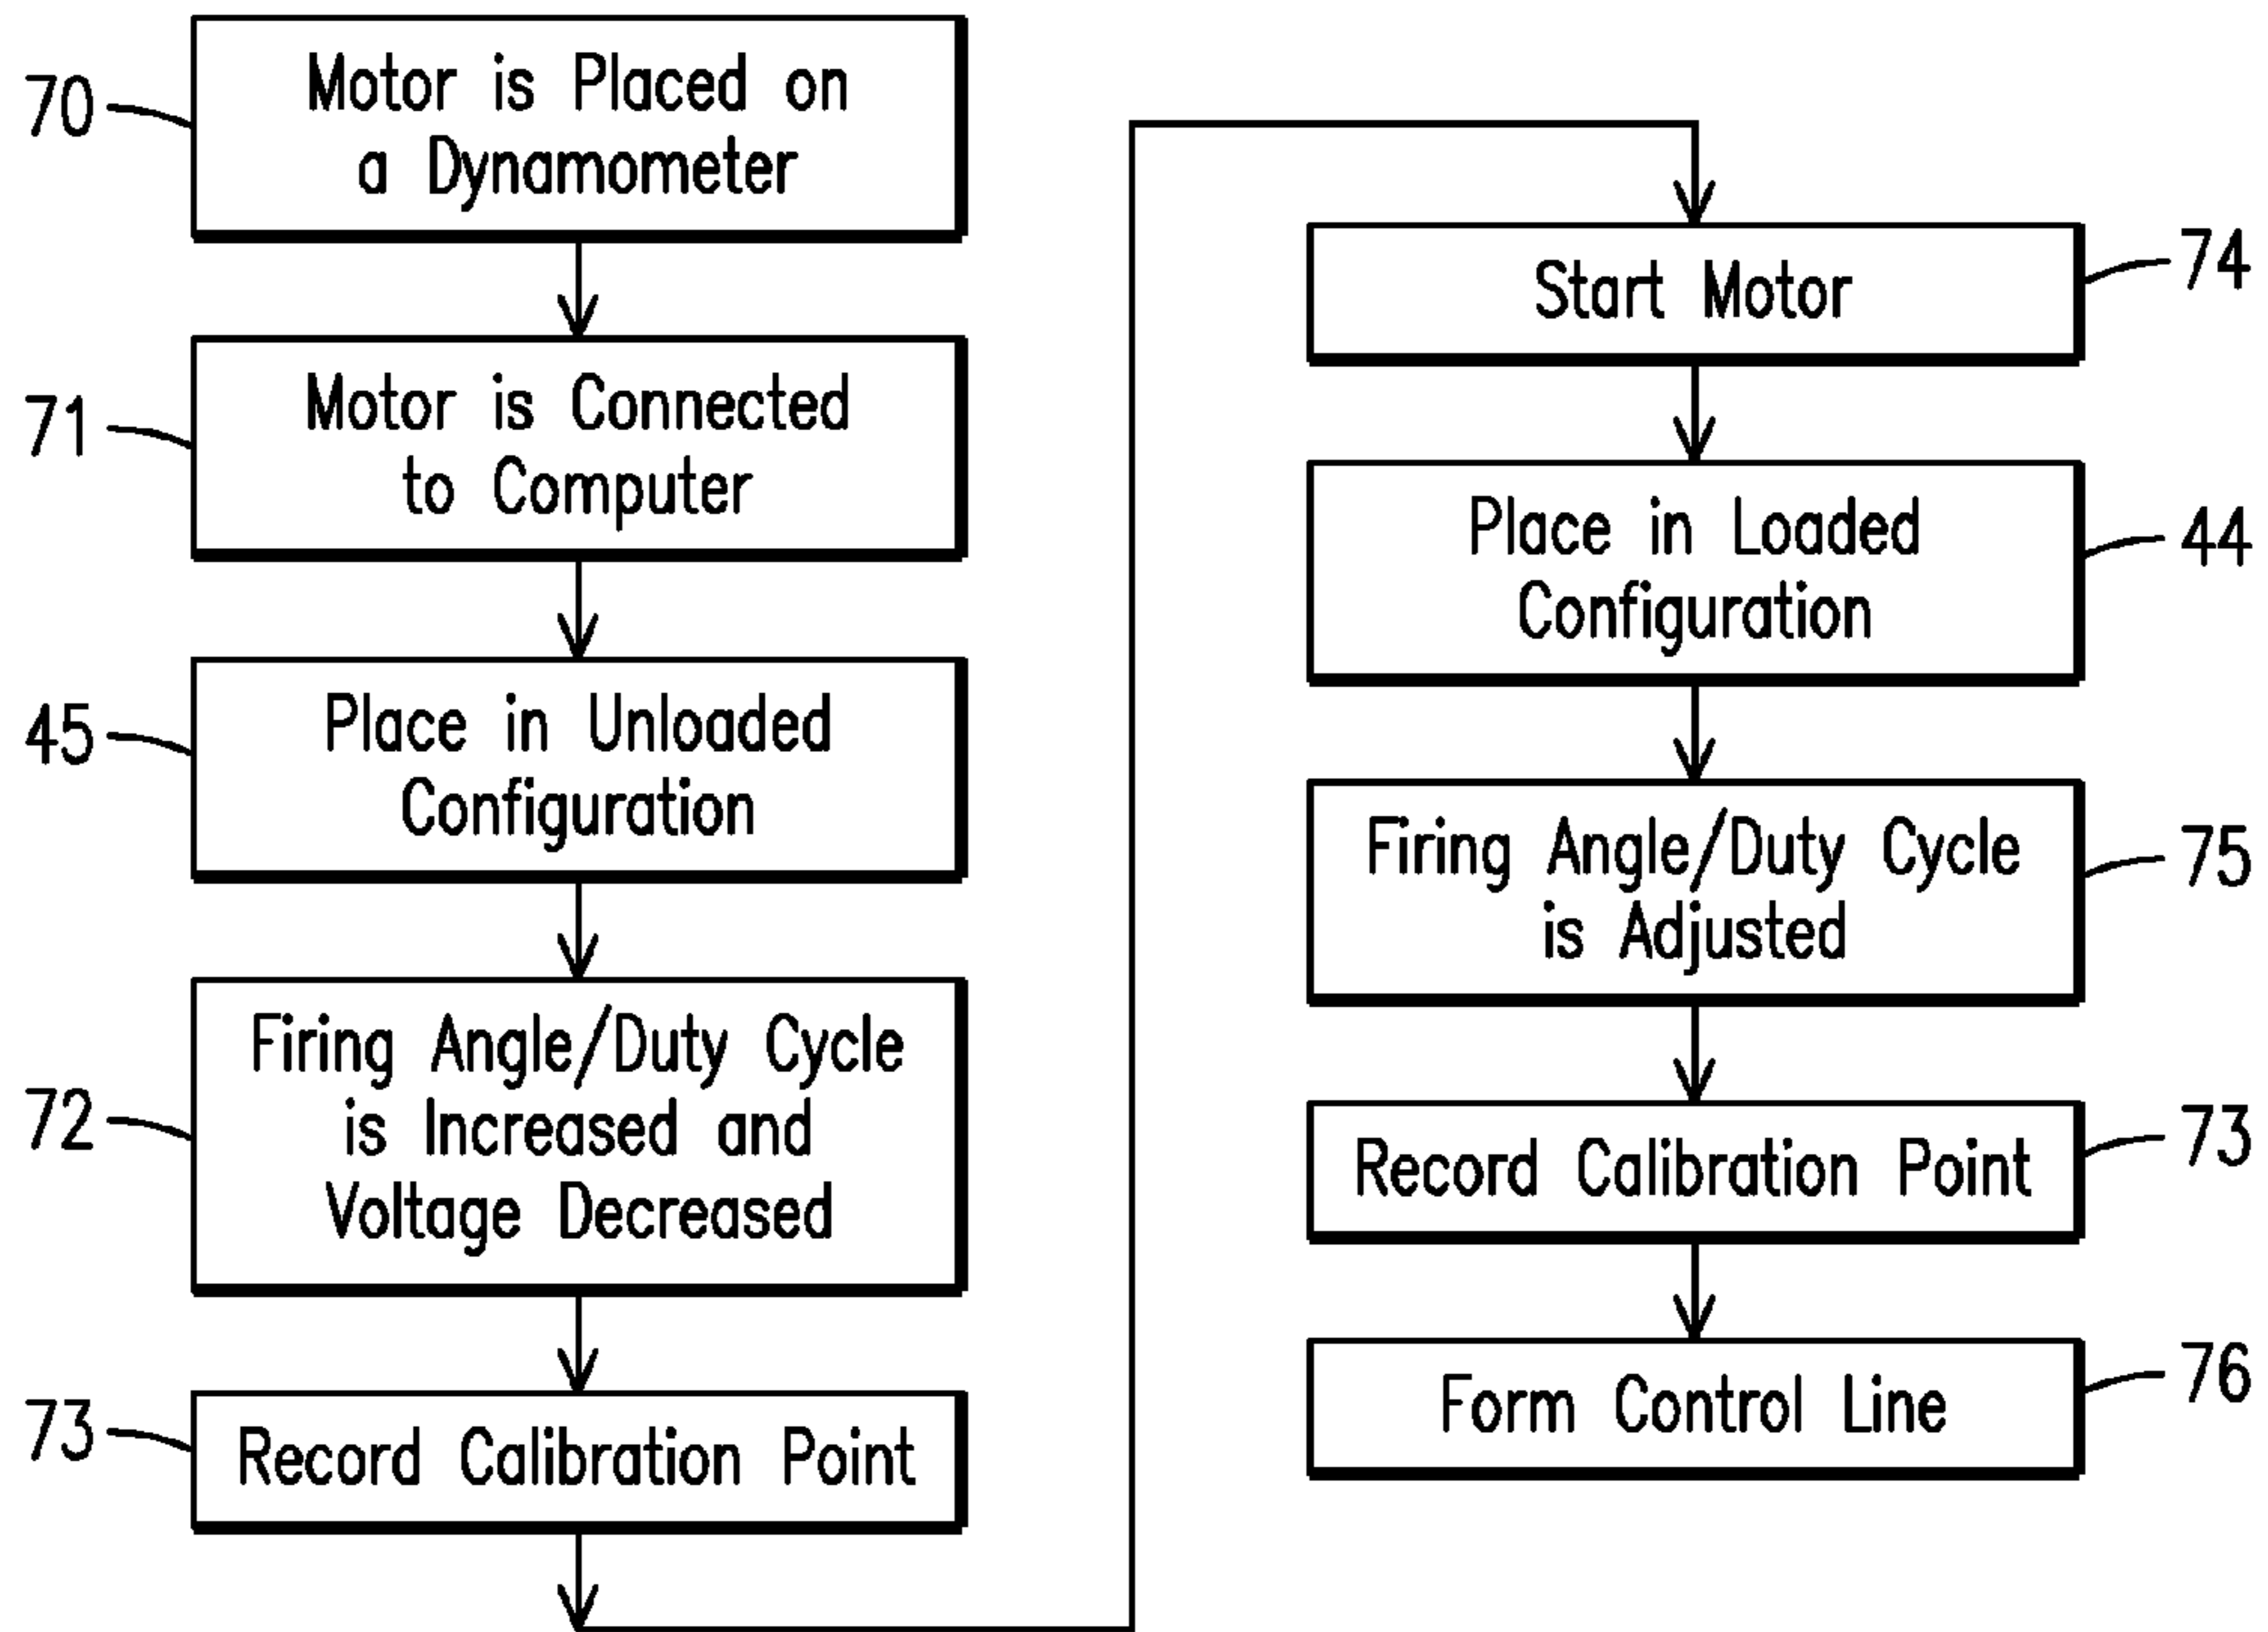 70
Motor is Placed on
a Dynamometer
71
Motor is Connected
to Computer
45
Place in Unloaded
Configuration
72
Firing Angle/Duty Cycle
is Increased and
Voltage Decreased
73
Record Calibration Point
Start Motor
74
Place in Loaded
Configuration
44
Firing Angle/Duty Cycle
is Adjusted
75
Record Calibration Point
73
Form Control Line
76